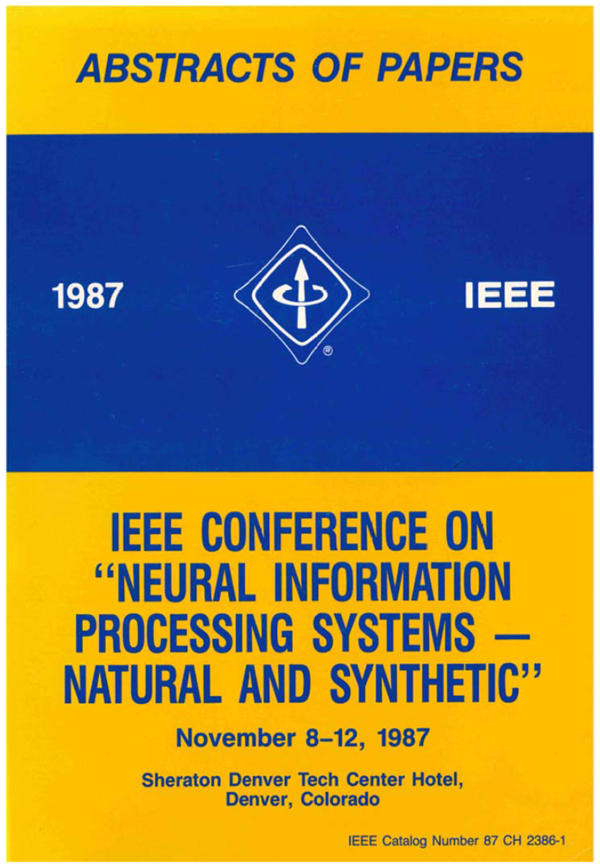 ABSTRACTS OF PAPERS
1987
IEEE
®
IEEE CONFERENCE ON
“NEURAL INFORMATION
PROCESSING SYSTEMS —
NATURAL AND SYNTHETIC”
November 8–12, 1987
Sheraton Denver Tech Center Hotel,
Denver, Colorado
IEEE Catalog Number 87 CH 2386-1